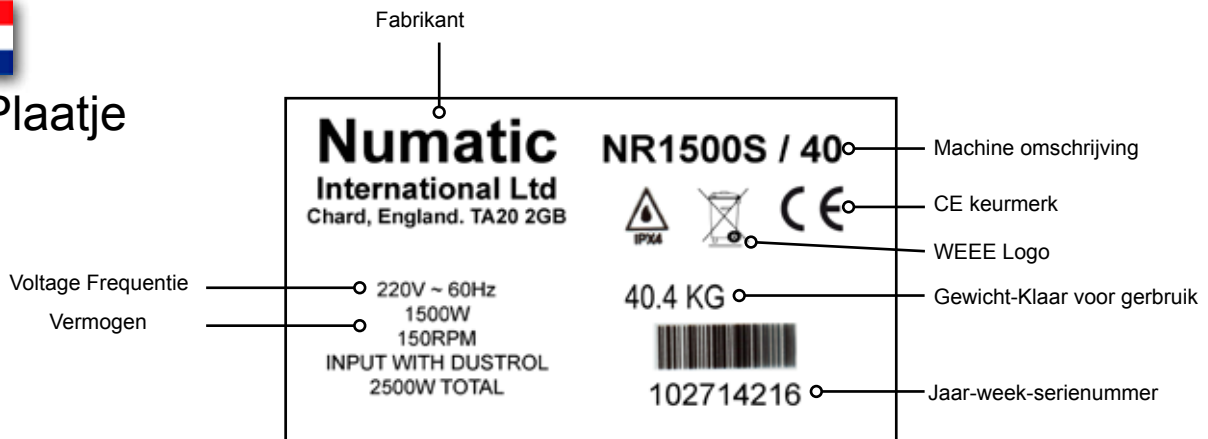 Fabrikant
Plaatje
Numatic
International Ltd
Chard, England. TA20 2GB
NR1500S / 40
IPX4
CE
Machine omschrijving
CE keurmerk
WEEE Logo
Voltage Frequentie
Vermogen
220V ~ 60Hz
1500W
150RPM
INPUT WITH DUSTROL
2500W TOTAL
40.4 KG
102714216
Gewicht-Klaar voor gerbruik
Jaar-week-serienummer